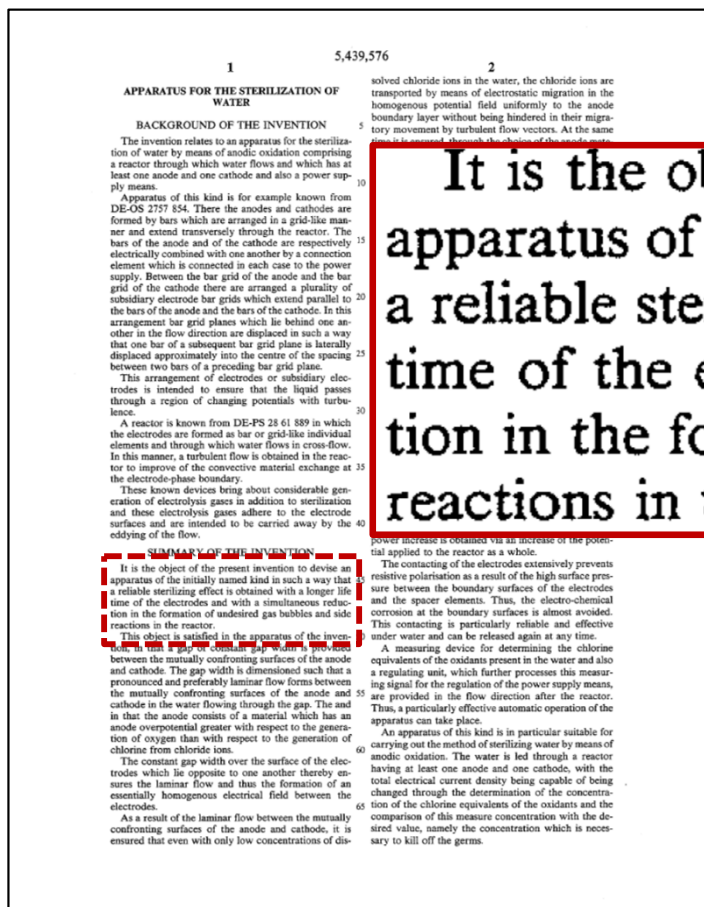 5,439,576
1
APPARATUS FOR THE STERILIZATION OF
WATER
BACKGROUND OF THE INVENTION
The invention relates to an apparatus for the steriliza-
tion of water by means of anodic oxidation comprising
a reactor through which water flows and which has at
least one anode and one cathode and also a power sup-
ply means.
Apparatus of this kind is for example known from
DE-OS 2757 854. There the anodes and cathodes are
formed by bars which are arranged in a grid-like man-
ner and extend transversely through the reactor. The
bars of the anode and of the cathode are respectively
electrically combined with one another by a connection
element which is connected in each case to the power
supply. Between the bar grid of the anode and the bar
grid of the cathode there are arranged a plurality of
subsidiary electrode bar grids which extend parallel to
the bars of the anode and the bars of the cathode. In this
arrangement bar grid planes which lie behind one an-
other in the flow direction are displaced in such a way
that one bar of a subsequent bar grid plane is laterally
displaced approximately into the centre of the spacing
between two bars of a preceding bar grid plane.
This arrangement of electrodes or subsidiary elec-
trodes is intended to ensure that the liquid passes
through a region of changing potentials with turbu-
lence.
A reactor is known from DE-PS 28 61 889 in which
the electrodes are formed as bar or grid-like individual
elements and through which water flows in cross-flow.
In this manner, a turbulent flow is obtained in the reac-
tor to improve of the convective material exchange at
the electrode-phase boundary.
These known devices bring about considerable gen-
eration of electrolysis gases in addition to sterilization
and these electrolysis gases adhere to the electrode
surfaces and are intended to be carried away by the
eddying of the flow.
SUMMARY OF THE INVENTION
It is the object of the present invention to devise an
apparatus of the initially named kind in such a way that
a reliable sterilizing effect is obtained with a longer life
time of the electrodes and with a simultaneous reduc-
tion in the formation of undesired gas bubbles and side
reactions in the reactor.
This object is satisfied in the apparatus of the inven-
tion, in that a gap of constant gap width is provided
between the mutually confronting surfaces of the anode
and cathode. The gap width is dimensioned such that a
pronounced and preferably laminar flow forms between
the mutually confronting surfaces of the anode and
cathode in the water flowing through the gap. The and
in that the anode consists of a material which has an
anode overpotential greater with respect to the genera-
tion of oxygen than with respect to the generation of
chlorine from chloride ions.
The constant gap width over the surface of the elec-
trodes which lie opposite to one another thereby en-
sures the laminar flow and thus the formation of an
essentially homogenous electrical field between the
electrodes.
As a result of the laminar flow between the mutually
confronting surfaces of the anode and cathode, it is
ensured that even with only low concentrations of dis-
5
10
15
20
25
30
35
40
45
55
60
65
2
solved chloride ions in the water, the chloride ions are
transported by means of electrostatic migration in the
homogenous potential field uniformly to the anode
boundary layer without being hindered in their migra-
tory movement by turbulent flow vectors. At the same
time it is ensured, through the choice of the anode mate-
It is the ob
apparatus of
a reliable ste
time of the
tion in the fo
reactions in
power increase is obtained via an increase of the poten-
tial applied to the reactor as a whole.
The contacting of the electrodes extensively prevents
resistive polarisation as a result of the high surface pres-
sure between the boundary surfaces of the electrodes
and the spacer elements. Thus, the electro-chemical
corrosion at the boundary surfaces is almost avoided.
This contacting is particularly reliable and effective
under water and can be released again at any time.
A measuring device for determining the chlorine
equivalents of the oxidants present in the water and also
a regulating unit, which further processes this measur-
ing signal for the regulation of the power supply means,
are provided in the flow direction after the reactor.
Thus, a particularly effective automatic operation of the
apparatus can take place.
An apparatus of this kind is in particular suitable for
carrying out the method of sterilizing water by means of
anodic oxidation. The water is led through a reactor
having at least one anode and one cathode, with the
total electrical current density being capable of being
changed through the determination of the concentra-
tion of the chlorine equivalents of the oxidants and the
comparison of this measure concentration with the de-
sired value, namely the concentration which is neces-
sary to kill off the germs.